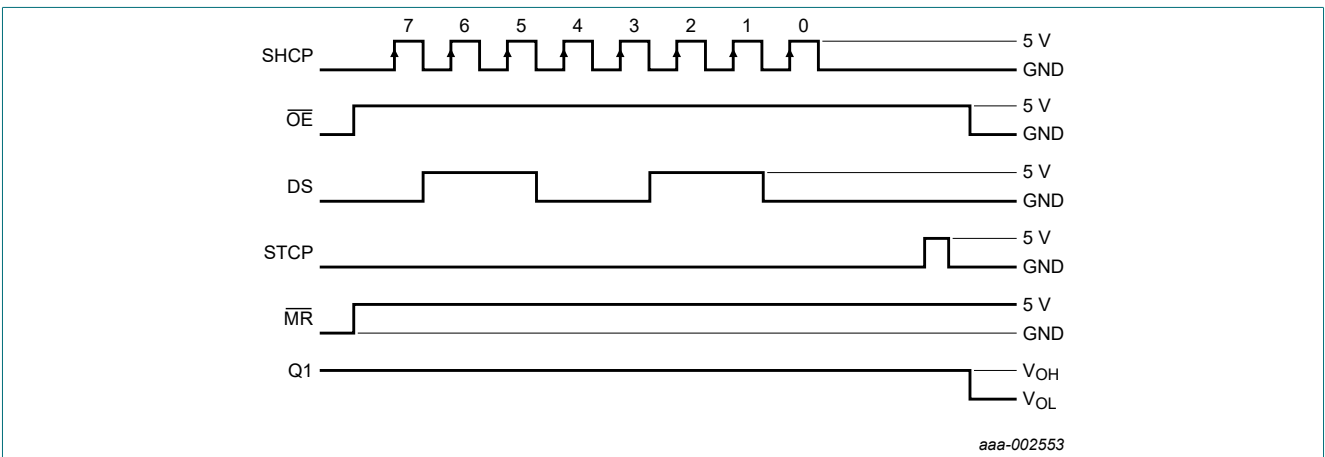 7 6 5 4 3 2 1 0
SHCP
5 V
GND
OE
5 V
GND
DS
5 V
GND
STCP
5 V
GND
MR
5 V
GND
Q1
VOH
VOL
aaa-002553